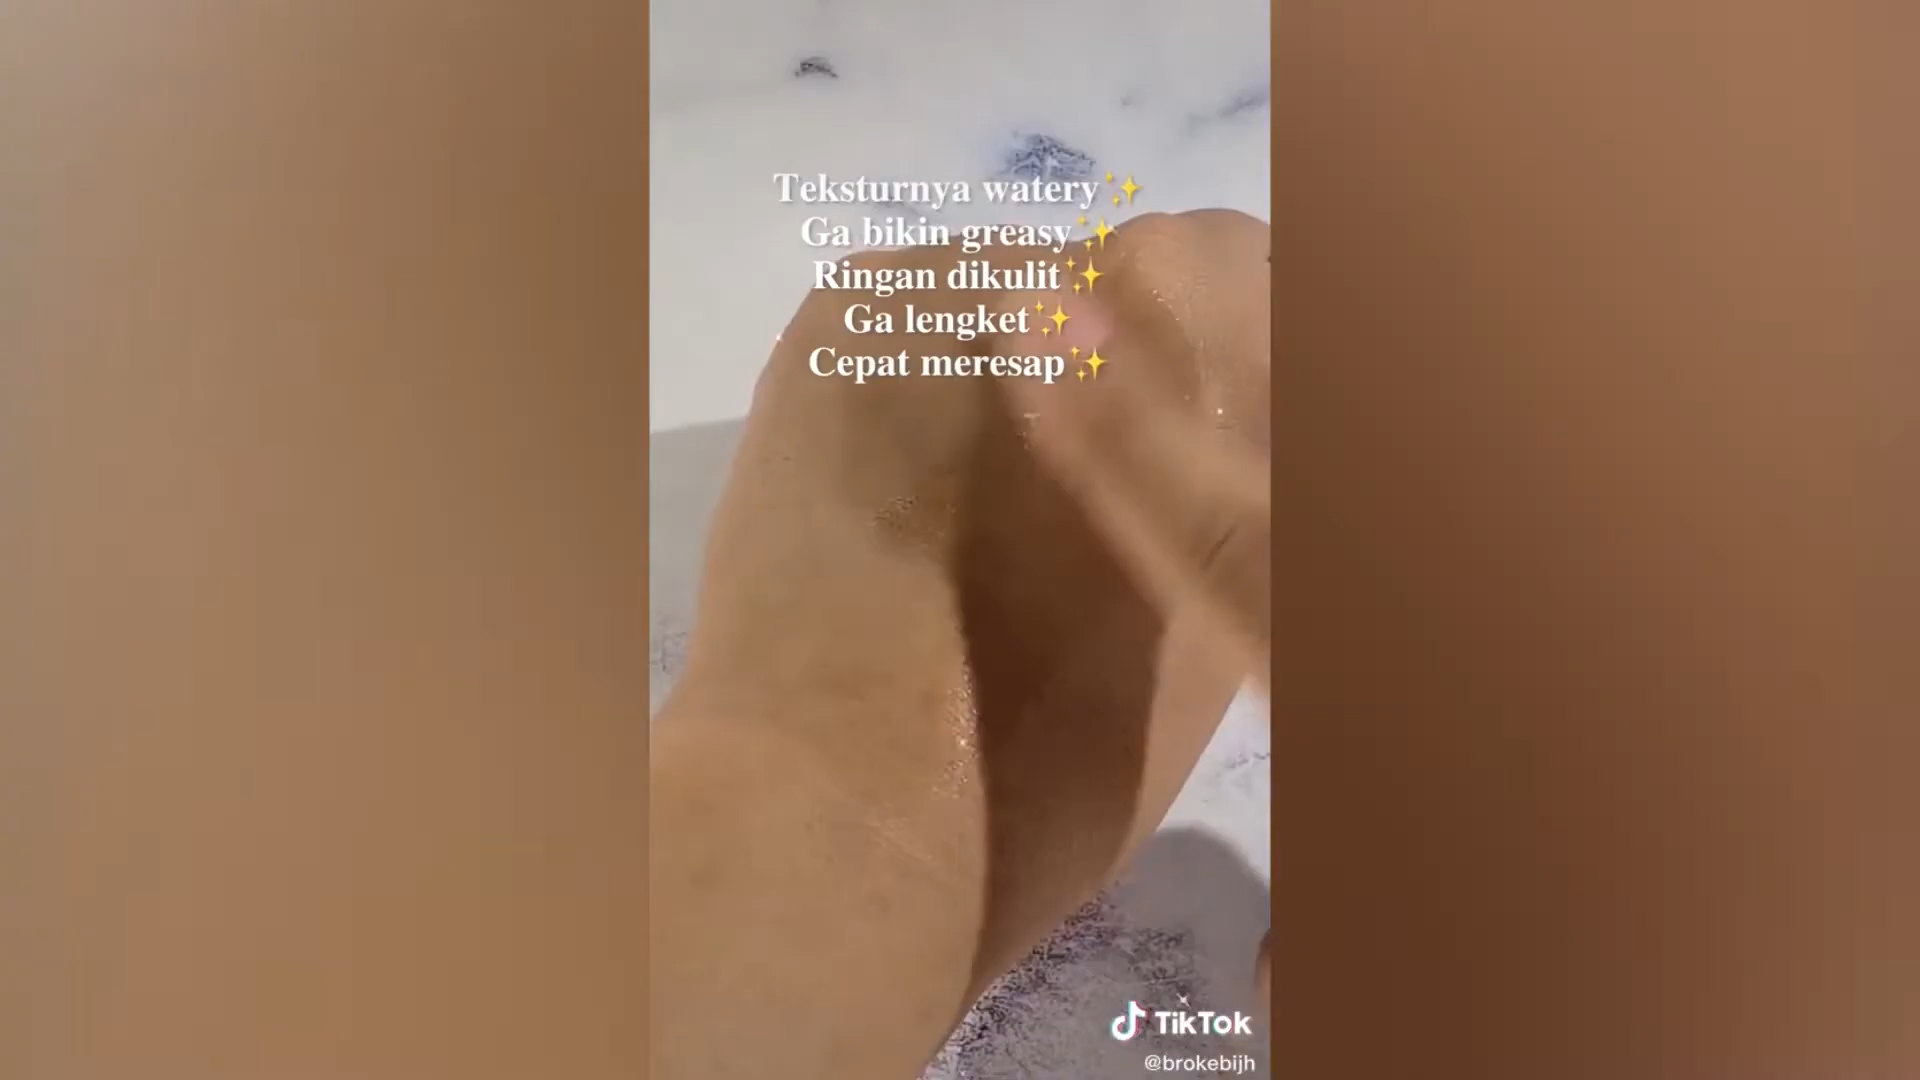 Teksturnya watery✨
Ga bikin greasy✨
Ringan dikulit✨
Ga lengket✨
Cepat meresap✨
TikTok
@brokebijh